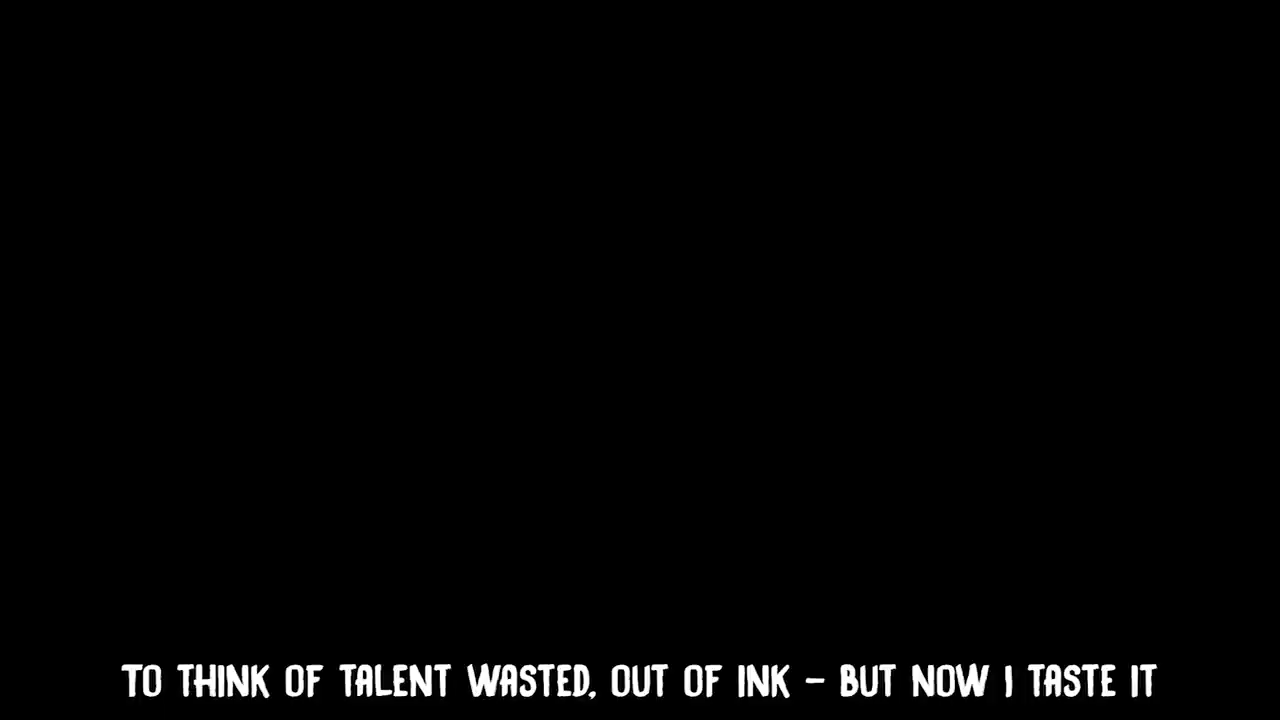 TO THINK OF TALENT WASTED, OUT OF INK – BUT NOW I TASTE IT